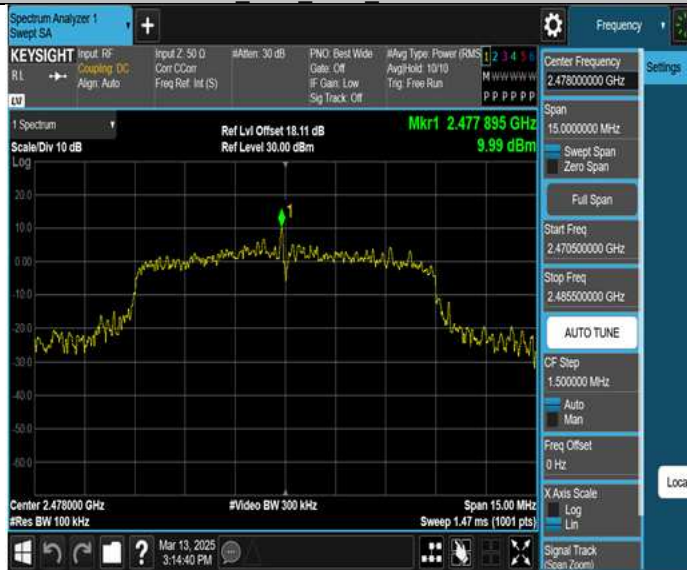 Spectrum Analyzer 1
Swept SA
Frequency
KEYSIGHT
RL
LV
Input: RF
Coupling: DC
Align: Auto
Input Z: 50 Ω
Corr CCorr
Freq Ref: Int (S)
#Atten: 30 dB
PNO: Best Wide
Gate: Off
IF Gain: Low
Sig Track: Off
#Avg Type: Power (RMS
Avg|Hold: 10/10
Trig: Free Run
1 2 3 4 5 6
M W W W W W
P P P P P P
1 Spectrum
Scale/Div 10 dB
Log
Ref Lvl Offset 18.11 dB
Ref Level 30.00 dBm
Mkr1 2.477 895 GHz
9.99 dBm
20.0
10.0
0.00
-10.0
-20.0
-30.0
-40.0
-50.0
-60.0
1
Center 2.478000 GHz
#Res BW 100 kHz
#Video BW 300 kHz
Span 15.00 MHz
Sweep 1.47 ms (1001 pts)
Mar 13, 2025
3:14:40 PM
Center Frequency
2.478000000 GHz
Span
15.0000000 MHz
Swept Span
Zero Span
Full Span
Start Freq
2.470500000 GHz
Stop Freq
2.485500000 GHz
AUTO TUNE
CF Step
1.500000 MHz
Auto
Man
Freq Offset
0 Hz
X Axis Scale
Log
Lin
Signal Track
(Span Zoom)
Settings
Loca